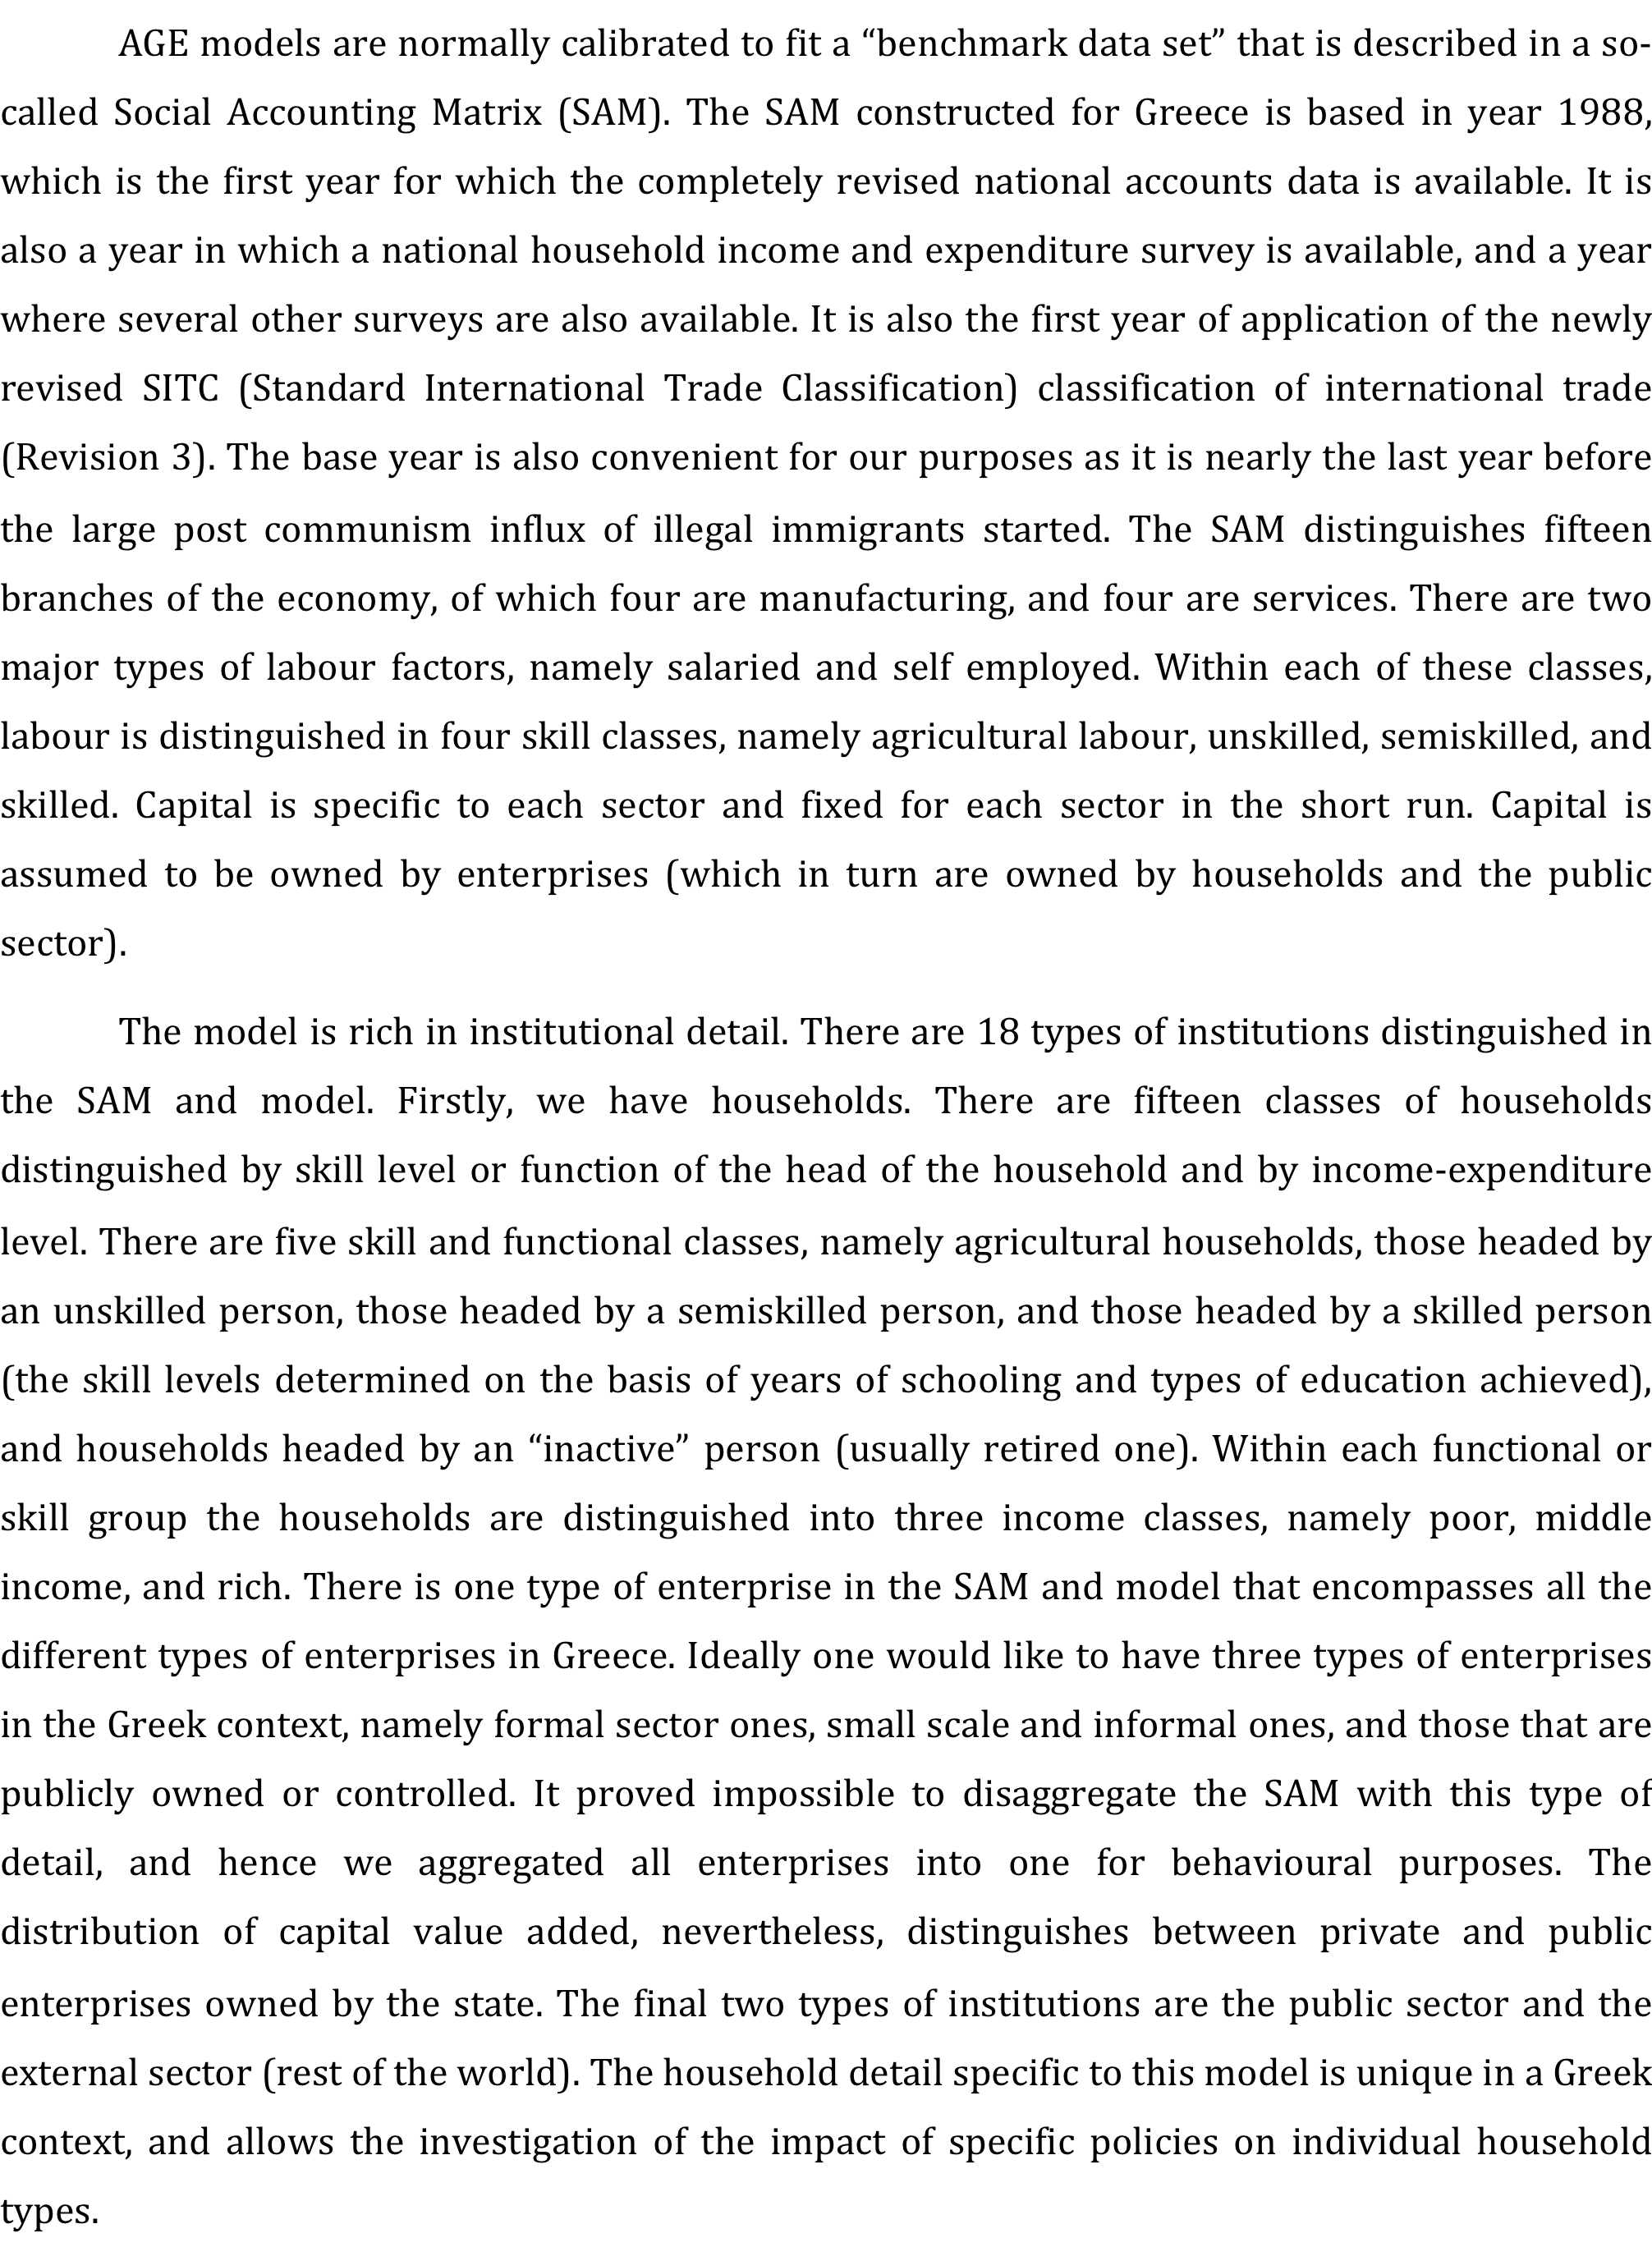 AGE models are normally calibrated to fit a “benchmark data set” that is described in a so-
called Social Accounting Matrix (SAM). The SAM constructed for Greece is based in year 1988,
which is the first year for which the completely revised national accounts data is available. It is
also a year in which a national household income and expenditure survey is available, and a year
where several other surveys are also available. It is also the first year of application of the newly
revised SITC (Standard International Trade Classification) classification of international trade
(Revision 3). The base year is also convenient for our purposes as it is nearly the last year before
the large post communism influx of illegal immigrants started. The SAM distinguishes fifteen
branches of the economy, of which four are manufacturing, and four are services. There are two
major types of labour factors, namely salaried and self employed. Within each of these classes,
labour is distinguished in four skill classes, namely agricultural labour, unskilled, semiskilled, and
skilled. Capital is specific to each sector and fixed for each sector in the short run. Capital is
assumed to be owned by enterprises (which in turn are owned by households and the public
sector).
The model is rich in institutional detail. There are 18 types of institutions distinguished in
the SAM and model. Firstly, we have households. There are fifteen classes of households
distinguished by skill level or function of the head of the household and by income-expenditure
level. There are five skill and functional classes, namely agricultural households, those headed by
an unskilled person, those headed by a semiskilled person, and those headed by a skilled person
(the skill levels determined on the basis of years of schooling and types of education achieved),
and households headed by an “inactive” person (usually retired one). Within each functional or
skill group the households are distinguished into three income classes, namely poor, middle
income, and rich. There is one type of enterprise in the SAM and model that encompasses all the
different types of enterprises in Greece. Ideally one would like to have three types of enterprises
in the Greek context, namely formal sector ones, small scale and informal ones, and those that are
publicly owned or controlled. It proved impossible to disaggregate the SAM with this type of
detail, and hence we aggregated all enterprises into one for behavioural purposes. The
distribution of capital value added, nevertheless, distinguishes between private and public
enterprises owned by the state. The final two types of institutions are the public sector and the
external sector (rest of the world). The household detail specific to this model is unique in a Greek
context, and allows the investigation of the impact of specific policies on individual household
types.